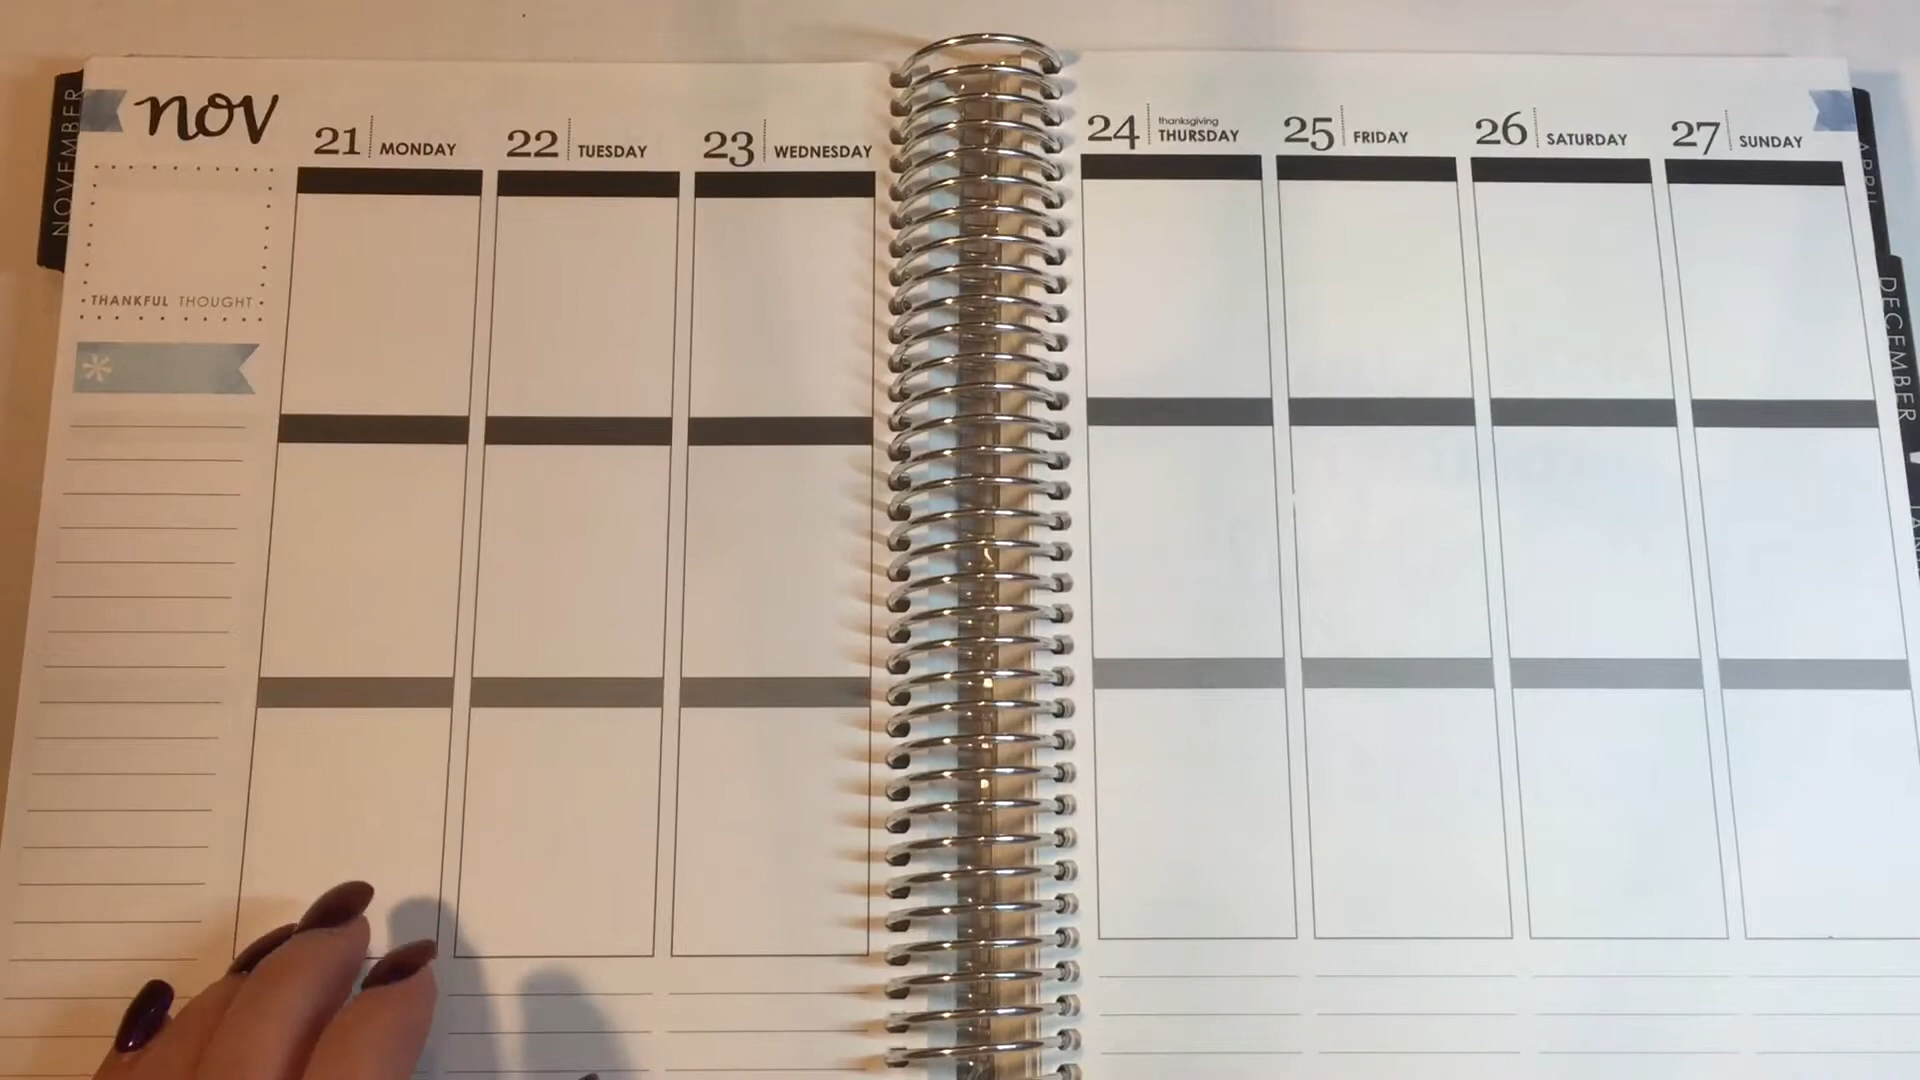 nov
NOVEMBER
21 MONDAY
22 TUESDAY
23 WEDNESDAY
24 thanksgiving THURSDAY
25 FRIDAY
26 SATURDAY
27 SUNDAY
THANKFUL THOUGHT
APRIL
DECEMBER